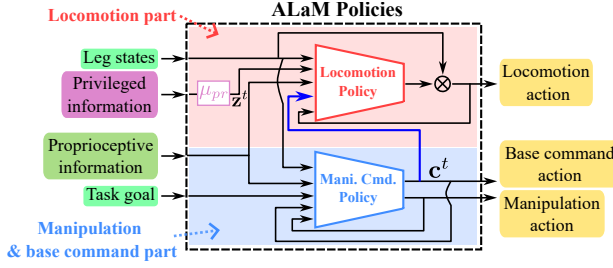 ALaM Policies
Locomotion part
Leg states
Privileged
information
μ_pr
z^t
Locomotion
Policy
⊗
Locomotion
action
Proprioceptive
information
Task goal
Mani. Cmd.
Policy
c^t
Base command
action
Manipulation
action
Manipulation
& base command part